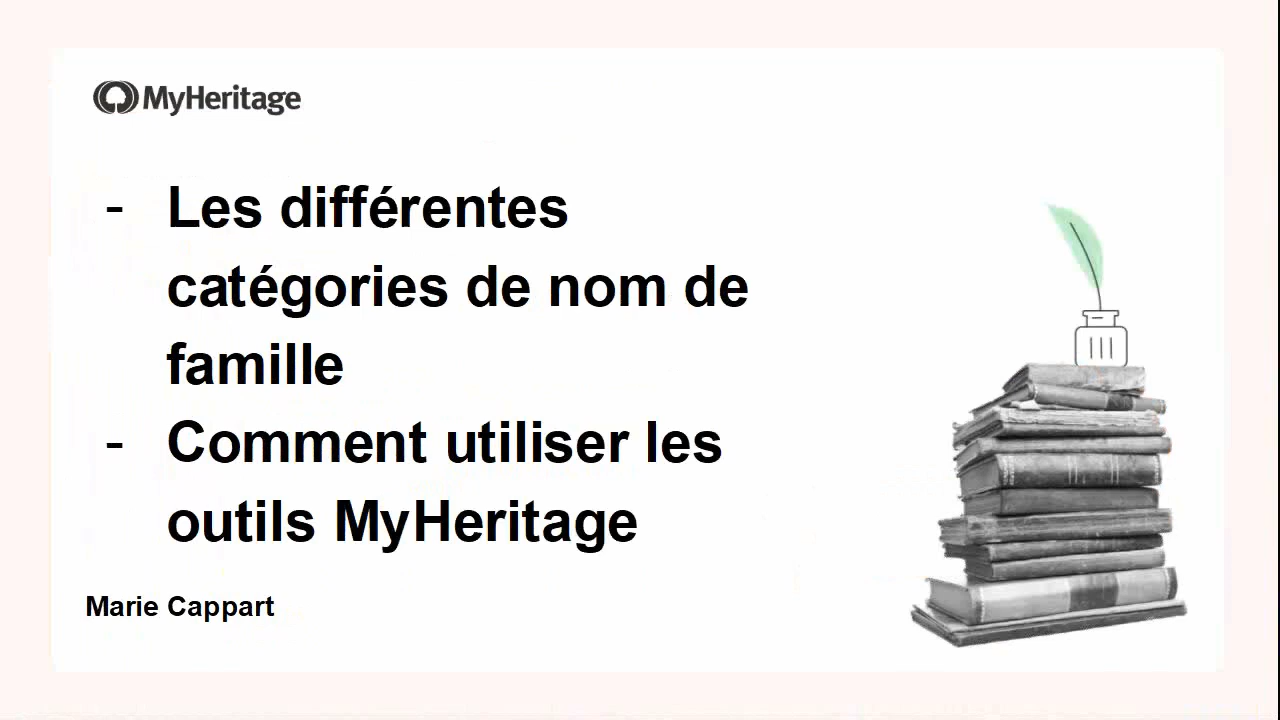 MyHeritage
- Les différentes
catégories de nom de
famille
- Comment utiliser les
outils MyHeritage
Marie Cappart